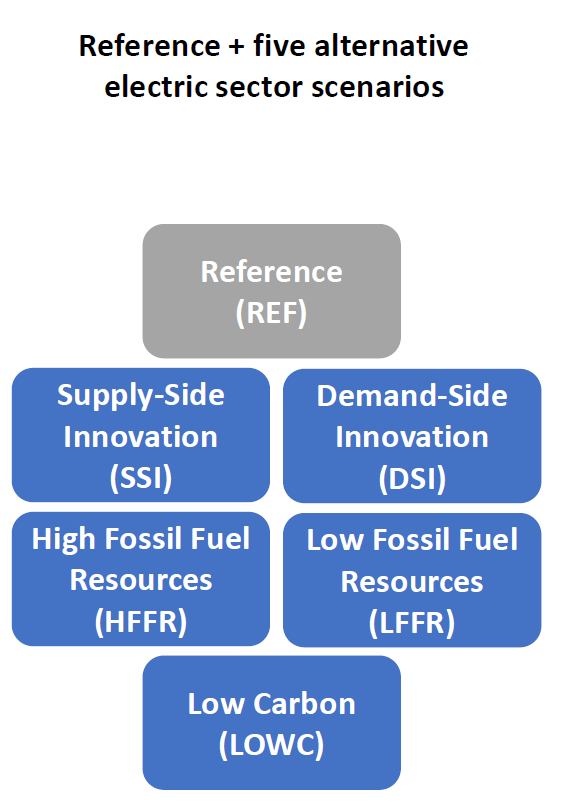 Reference + five alternative
electric sector scenarios
Reference
(REF)
Supply-Side
Innovation
(SSI)
Demand-Side
Innovation
(DSI)
High Fossil Fuel
Resources
(HFFR)
Low Fossil Fuel
Resources
(LFFR)
Low Carbon
(LOWC)